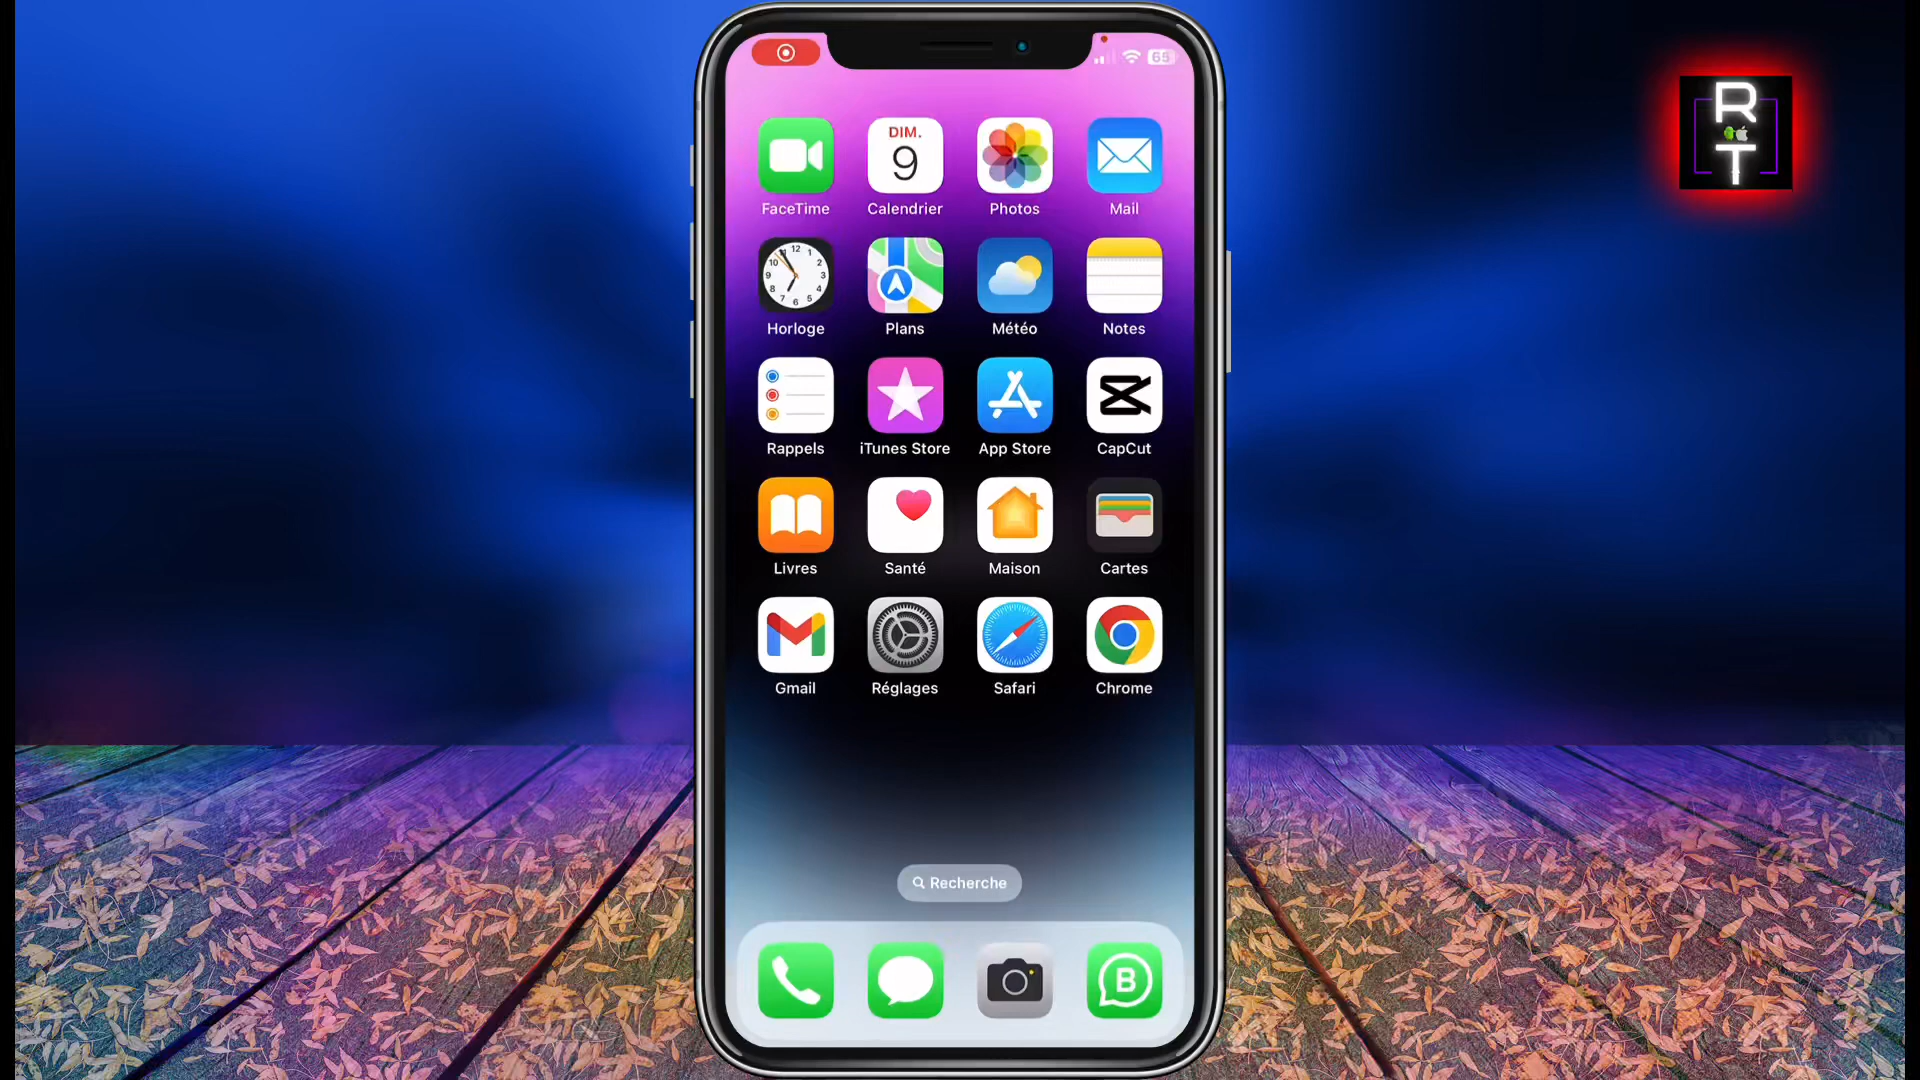 65
R
T
FaceTime
DIM.
9
Calendrier
Photos
Mail
Horloge
Plans
Météo
Notes
Rappels
iTunes Store
App Store
CapCut
Livres
Santé
Maison
Cartes
Gmail
Réglages
Safari
Chrome
Recherche
B